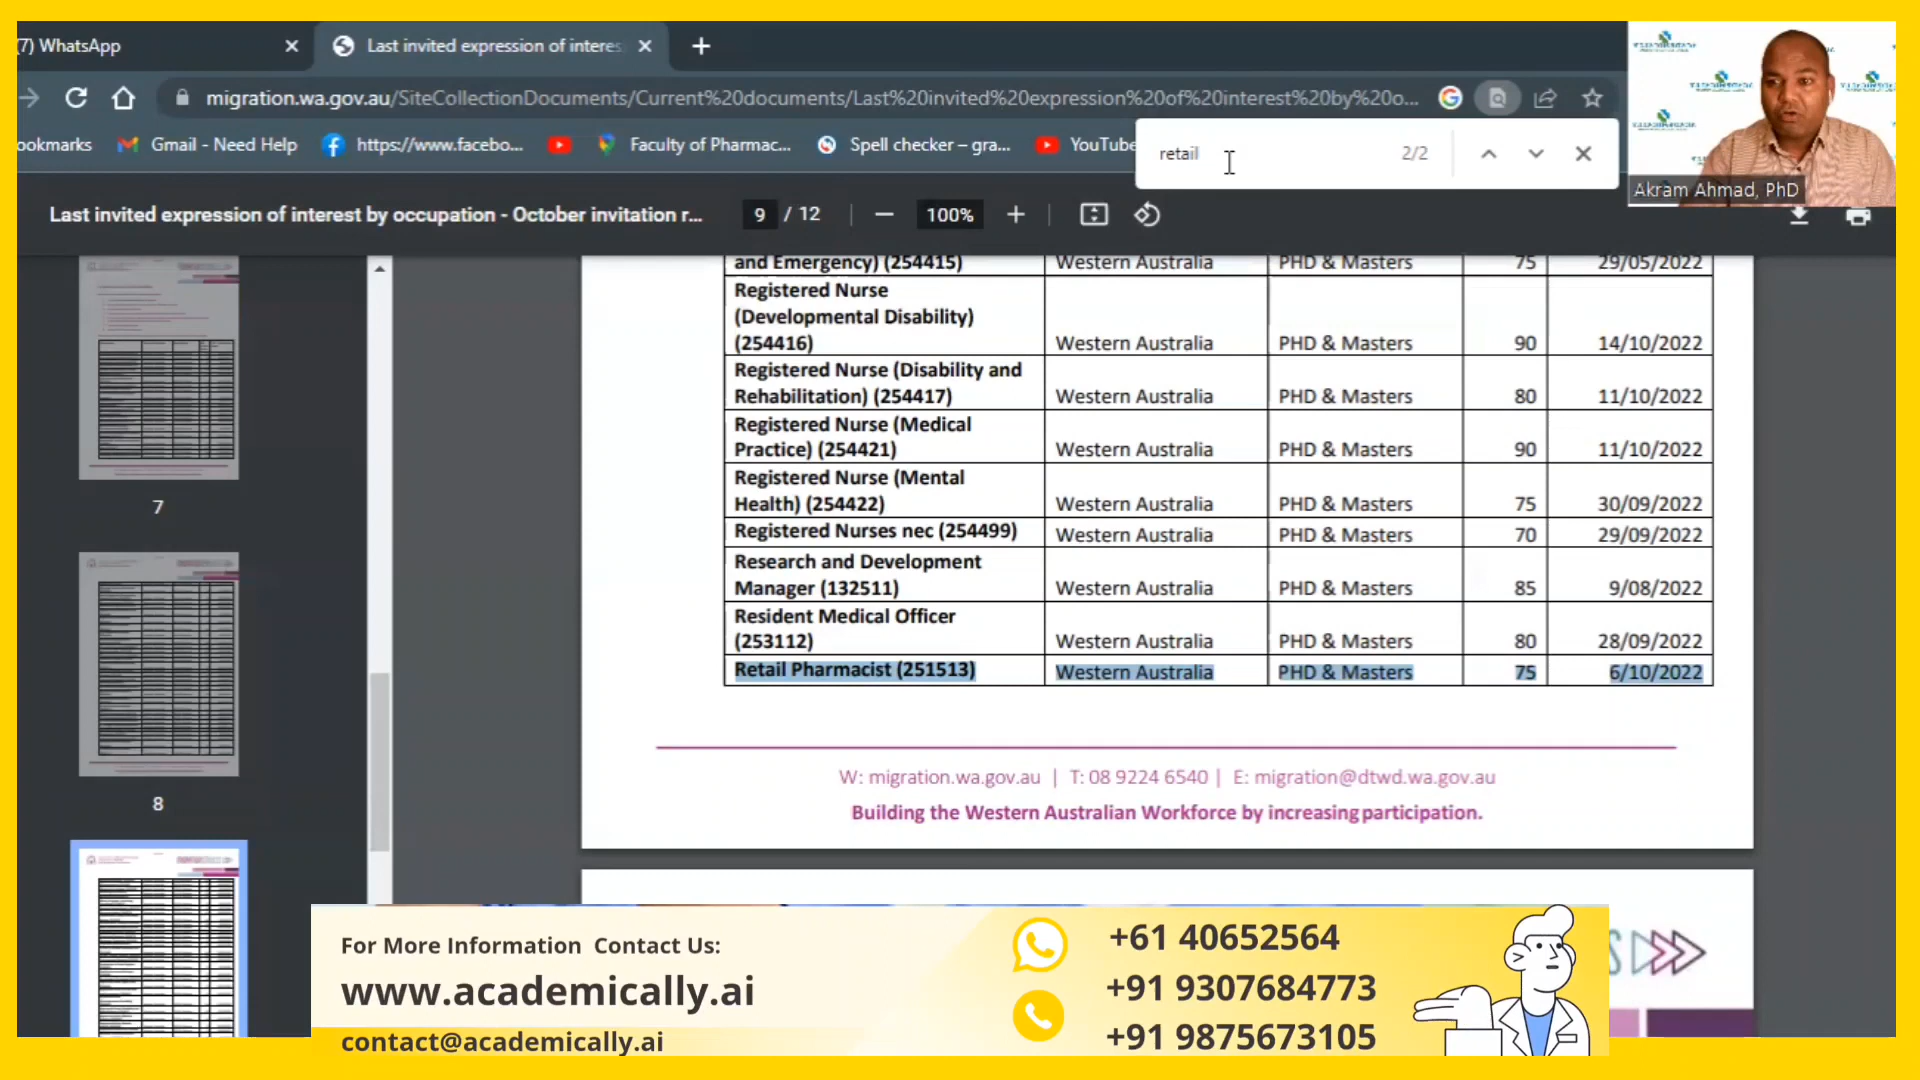 (7) WhatsApp
Last invited expression of interes
migration.wa.gov.au/SiteCollectionDocuments/Current%20documents/Last%20invited%20expression%20of%20interest%20by%20o...
ookmarks
Gmail - Need Help
https://www.facebo...
Faculty of Pharmac...
Spell checker – gra...
YouTube
retail
2/2
Akram Ahmad, PhD
Last invited expression of interest by occupation - October invitation r...
9 / 12
100%
and Emergency) (254415) Western Australia PHD & Masters 75 29/05/2022
Registered Nurse
(Developmental Disability)
(254416) Western Australia PHD & Masters 90 14/10/2022
Registered Nurse (Disability and
Rehabilitation) (254417) Western Australia PHD & Masters 80 11/10/2022
Registered Nurse (Medical
Practice) (254421) Western Australia PHD & Masters 90 11/10/2022
Registered Nurse (Mental
Health) (254422) Western Australia PHD & Masters 75 30/09/2022
Registered Nurses nec (254499) Western Australia PHD & Masters 70 29/09/2022
Research and Development
Manager (132511) Western Australia PHD & Masters 85 9/08/2022
Resident Medical Officer
(253112) Western Australia PHD & Masters 80 28/09/2022
Retail Pharmacist (251513) Western Australia PHD & Masters 75 6/10/2022
7
8
W: migration.wa.gov.au | T: 08 9224 6540 | E: migration@dtwd.wa.gov.au
Building the Western Australian Workforce by increasing participation.
For More Information Contact Us:
www.academically.ai
contact@academically.ai
+61 40652564
+91 9307684773
+91 9875673105